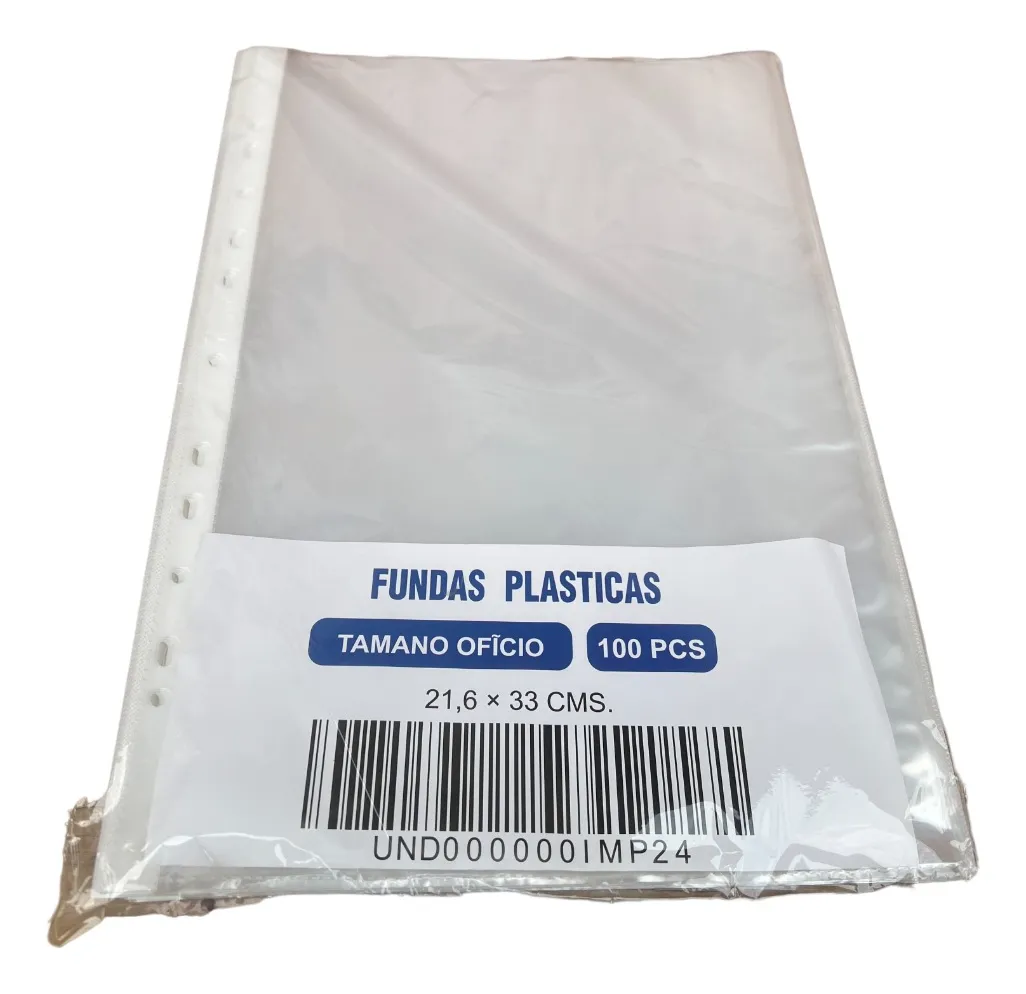 FUNDAS PLASTICAS
TAMANO OFĨCIO 100 PCS
21,6 × 33 CMS.
UND000000IMP24